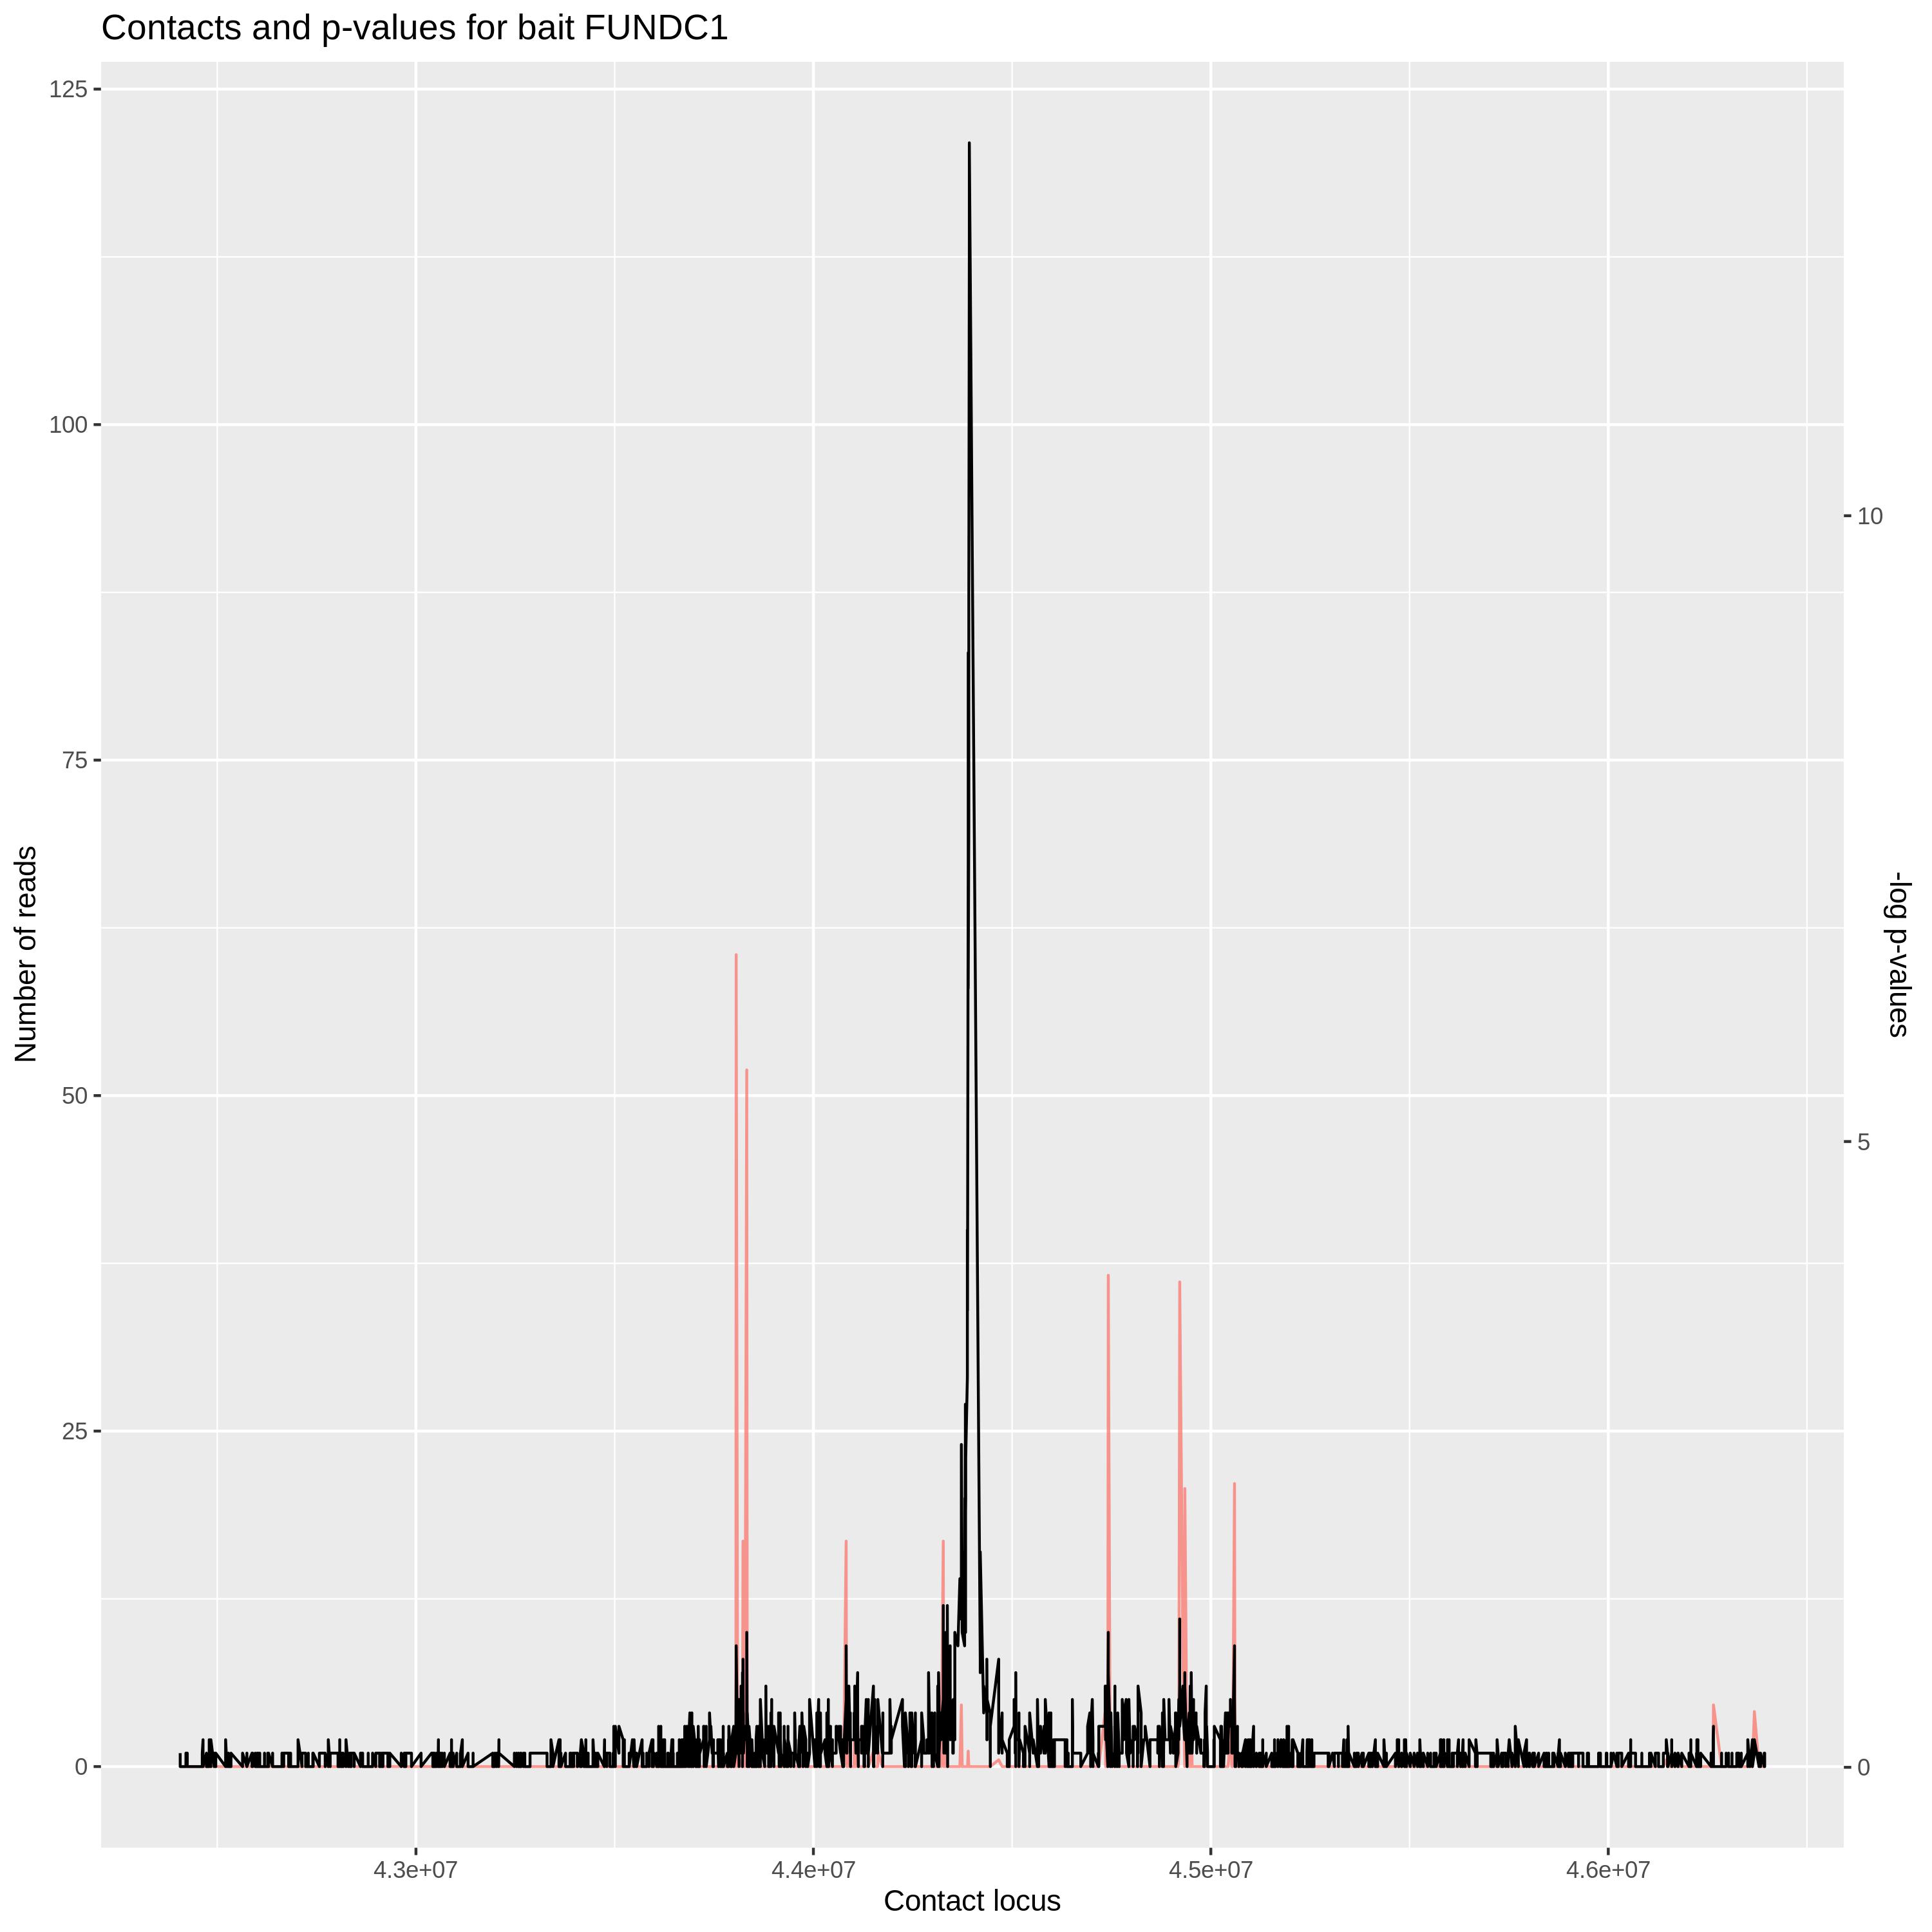 Contacts and p-values for bait FUNDC1
125
100
75
50
25
0
Number of reads
10
5
0
-log p-values
4.3e+07
4.4e+07
4.5e+07
4.6e+07
Contact locus